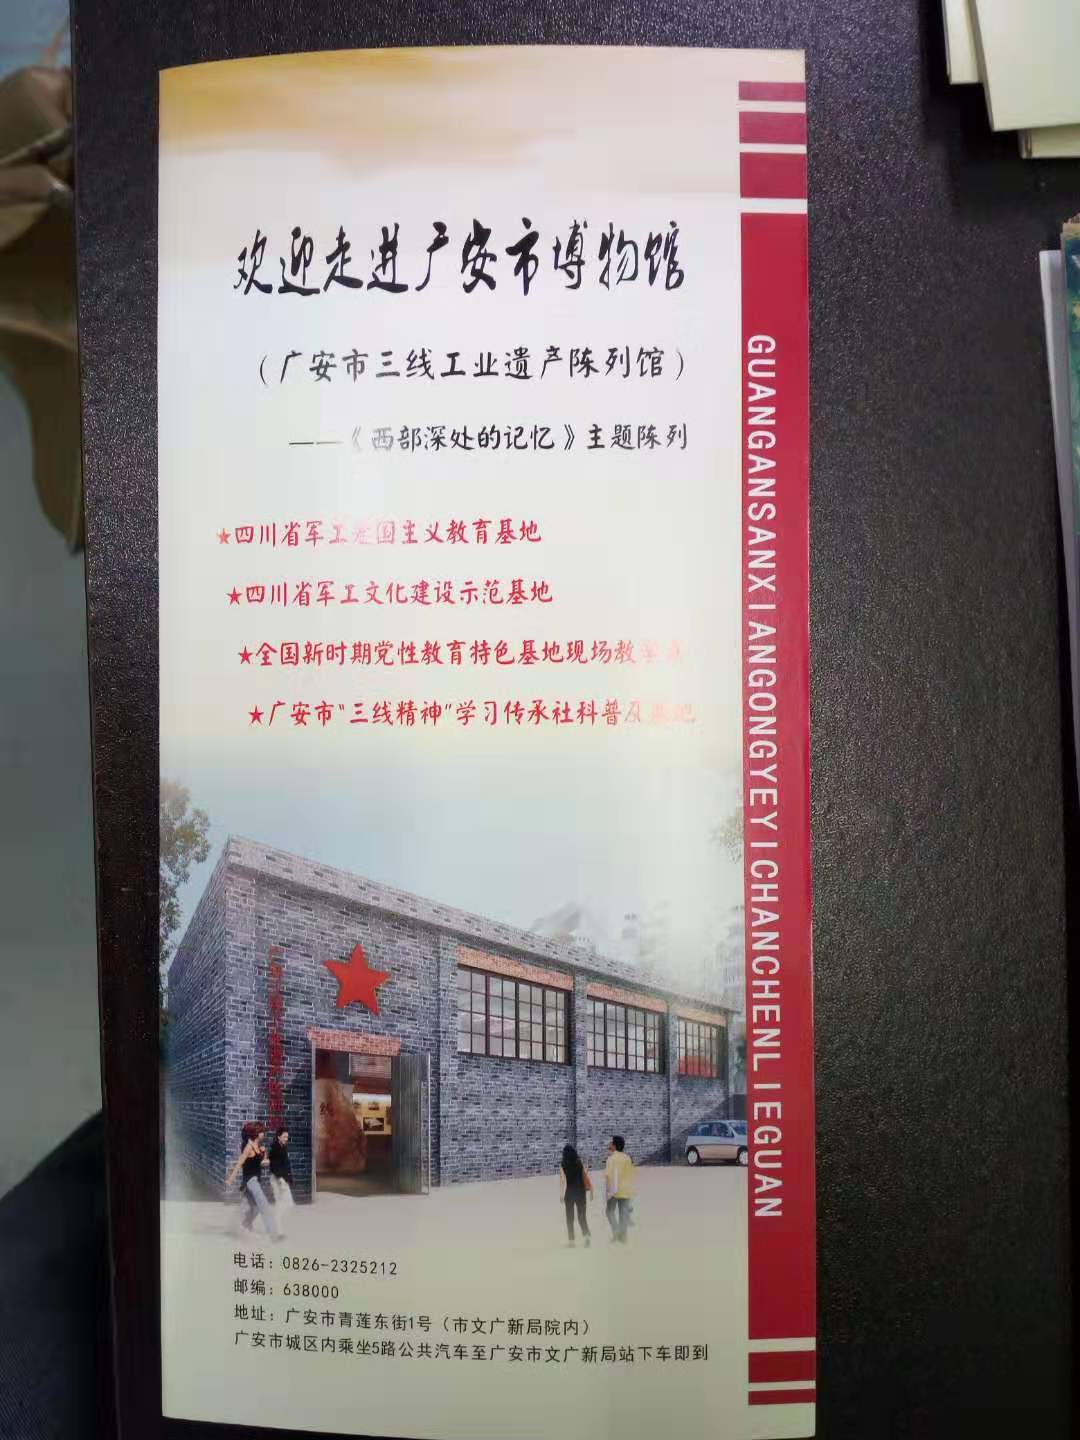 欢迎走进广安市博物馆
（广安市三线工业遗产陈列馆）
——《西部深处的记忆》主题陈列
★四川省军工爱国主义教育基地
★四川省军工文化建设示范基地
★全国新时期党性教育特色基地现场教学点
★广安市“三线精神”学习传承社科普及基地
GUANGANSANXIANGONGYEYICHANCHENLIEGUAN
电话：0826-2325212
邮编：638000
地址：广安市青莲东街1号（市文广新局院内）
广安市城区内乘坐5路公共汽车至广安市文广新局站下车即到